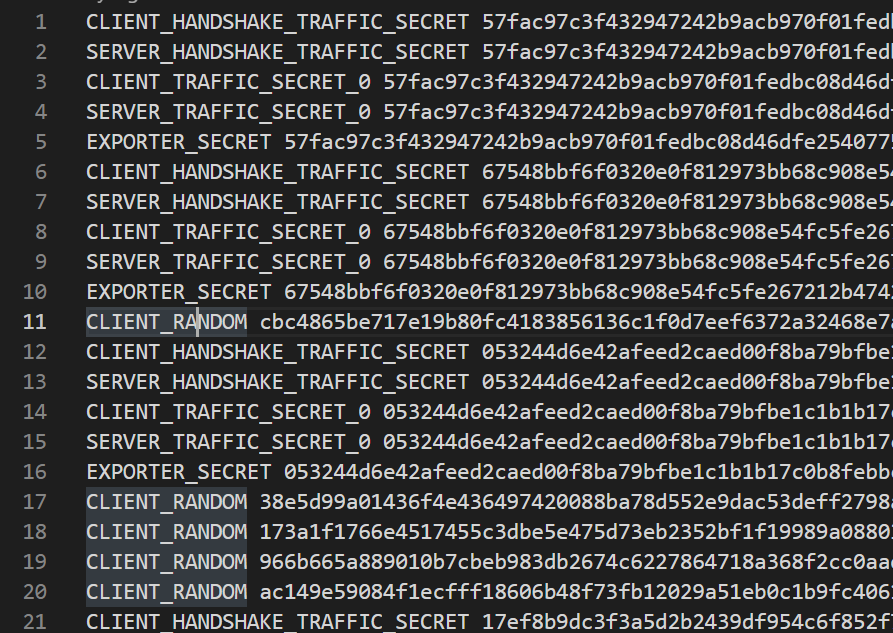 1 CLIENT_HANDSHAKE_TRAFFIC_SECRET 57fac97c3f432947242b9acb970f01fed
2 SERVER_HANDSHAKE_TRAFFIC_SECRET 57fac97c3f432947242b9acb970f01fed
3 CLIENT_TRAFFIC_SECRET_0 57fac97c3f432947242b9acb970f01fedbc08d46d
4 SERVER_TRAFFIC_SECRET_0 57fac97c3f432947242b9acb970f01fedbc08d46d
5 EXPORTER_SECRET 57fac97c3f432947242b9acb970f01fedbc08d46dfe254077
6 CLIENT_HANDSHAKE_TRAFFIC_SECRET 67548bbf6f0320e0f812973bb68c908e5
7 SERVER_HANDSHAKE_TRAFFIC_SECRET 67548bbf6f0320e0f812973bb68c908e5
8 CLIENT_TRAFFIC_SECRET_0 67548bbf6f0320e0f812973bb68c908e54fc5fe26
9 SERVER_TRAFFIC_SECRET_0 67548bbf6f0320e0f812973bb68c908e54fc5fe26
10 EXPORTER_SECRET 67548bbf6f0320e0f812973bb68c908e54fc5fe267212b474
11 CLIENT_RANDOM cbc4865be717e19b80fc4183856136c1f0d7eef6372a32468e7
12 CLIENT_HANDSHAKE_TRAFFIC_SECRET 053244d6e42afeed2caed00f8ba79bfbe
13 SERVER_HANDSHAKE_TRAFFIC_SECRET 053244d6e42afeed2caed00f8ba79bfbe
14 CLIENT_TRAFFIC_SECRET_0 053244d6e42afeed2caed00f8ba79bfbe1c1b1b17
15 SERVER_TRAFFIC_SECRET_0 053244d6e42afeed2caed00f8ba79bfbe1c1b1b17
16 EXPORTER_SECRET 053244d6e42afeed2caed00f8ba79bfbe1c1b1b17c0b8febb
17 CLIENT_RANDOM 38e5d99a01436f4e436497420088ba78d552e9dac53deff2798
18 CLIENT_RANDOM 173a1f1766e4517455c3dbe5e475d73eb2352bf1f19989a0880
19 CLIENT_RANDOM 966b665a889010b7cbeb983db2674c6227864718a368f2cc0aa
20 CLIENT_RANDOM ac149e59084f1ecfff18606b48f73fb12029a51eb0c1b9fc406
21 CLIENT_HANDSHAKE_TRAFFIC_SECRET 17ef8b9dc3f3a5d2b2439df954c6f852f